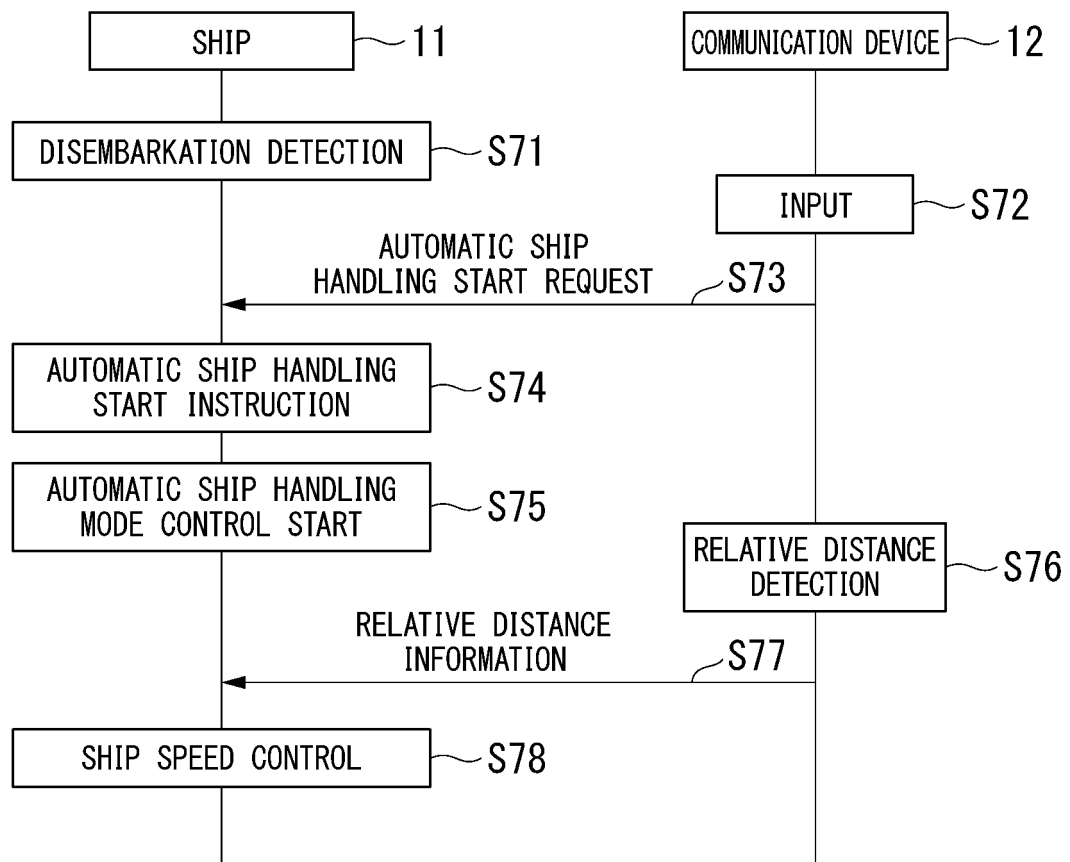 SHIP
11
COMMUNICATION DEVICE
12
DISEMBARKATION DETECTION
S71
INPUT
S72
AUTOMATIC SHIP
HANDLING START REQUEST
S73
AUTOMATIC SHIP HANDLING
START INSTRUCTION
S74
AUTOMATIC SHIP HANDLING
MODE CONTROL START
S75
RELATIVE DISTANCE
DETECTION
S76
RELATIVE DISTANCE
INFORMATION
S77
SHIP SPEED CONTROL
S78